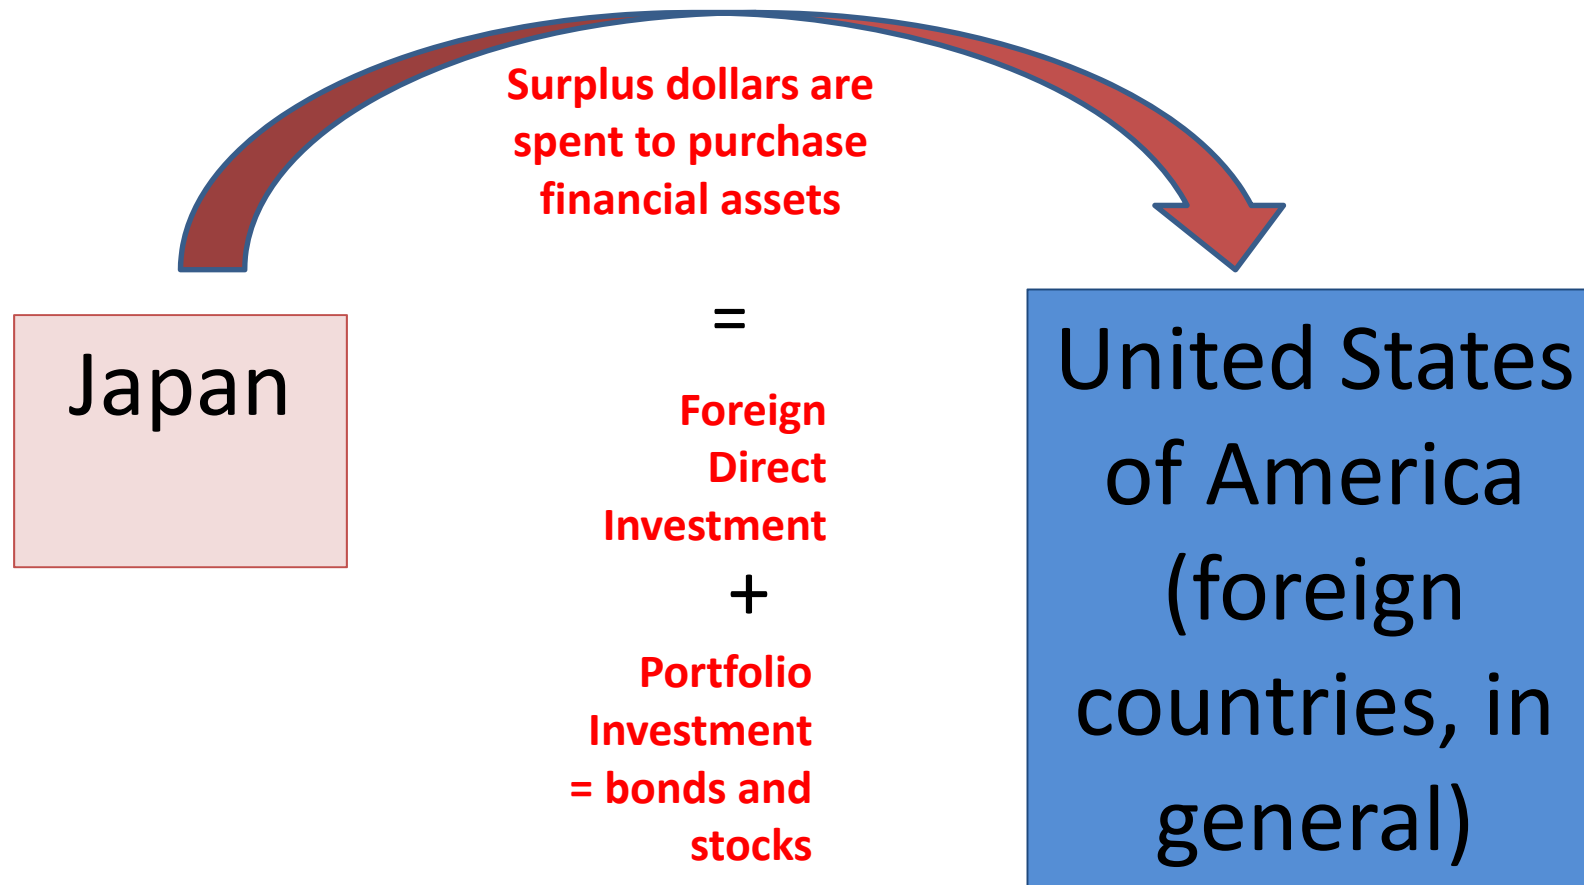 Surplus dollars are
spent to purchase
financial assets
=
Foreign
Direct
Investment
+
Portfolio
Investment
= bonds and
stocks
Japan
United States
of America
(foreign
countries, in
general)